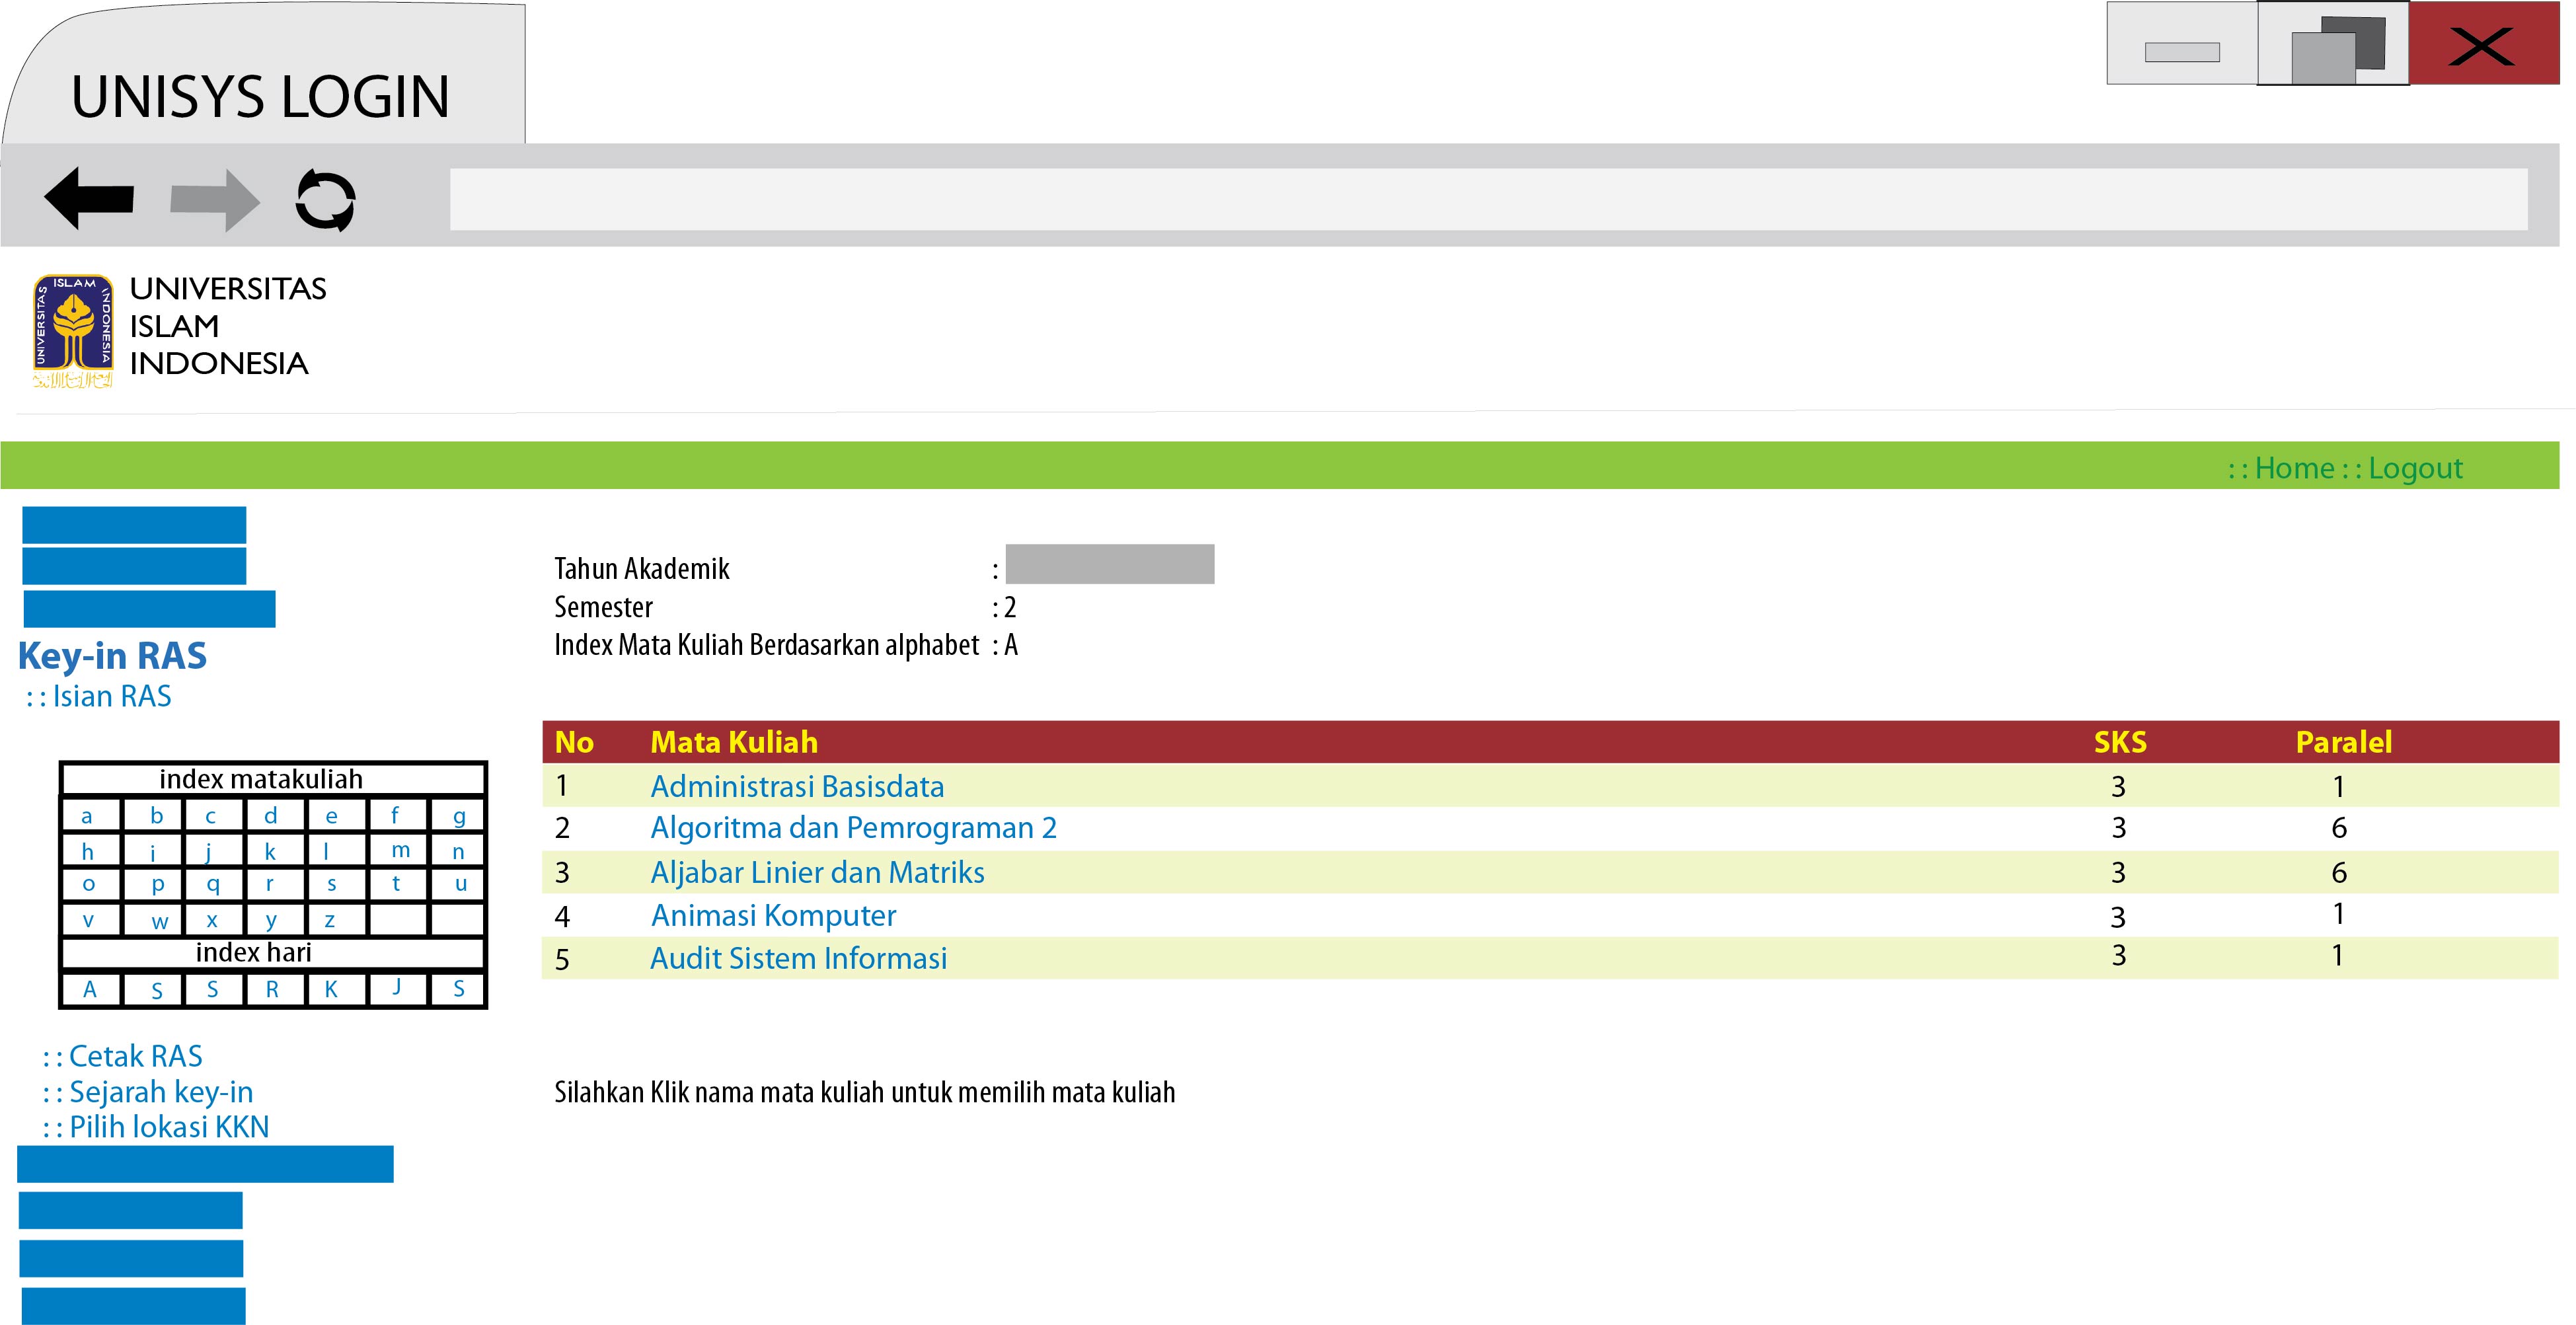 UNISYS LOGIN
UNIVERSITAS ISLAM INDONESIA
UNIVERSITAS
ISLAM
INDONESIA
: : Home : : Logout
Key-in RAS
: : Isian RAS
index matakuliah
a b c d e f g
h i j k l m n
o p q r s t u
v w x y z
index hari
A S S R K J S
: : Cetak RAS
: : Sejarah key-in
: : Pilih lokasi KKN
Tahun Akademik :
Semester : 2
Index Mata Kuliah Berdasarkan alphabet : A
No Mata Kuliah SKS Paralel
1 Administrasi Basisdata 3 1
2 Algoritma dan Pemrograman 2 3 6
3 Aljabar Linier dan Matriks 3 6
4 Animasi Komputer 3 1
5 Audit Sistem Informasi 3 1
Silahkan Klik nama mata kuliah untuk memilih mata kuliah